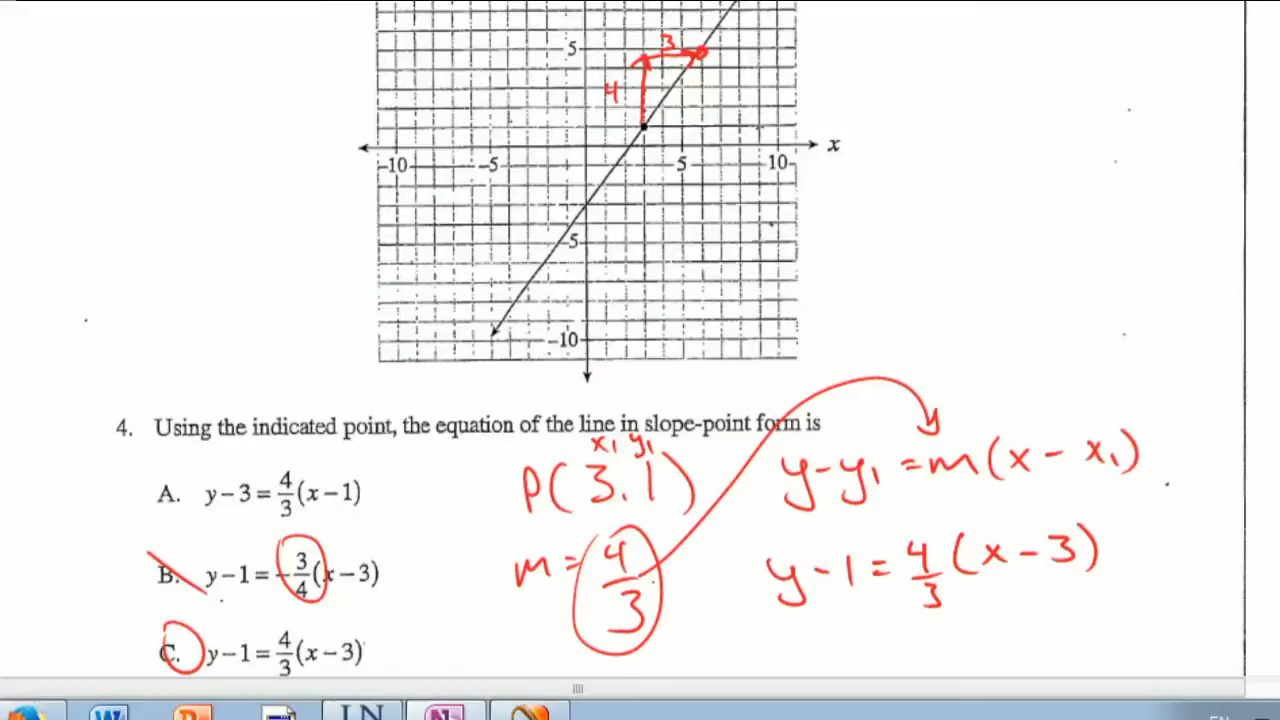 5 3
4
-10 -5 5 10 x
-5
-10
4. Using the indicated point, the equation of the line in slope-point form is
x₁ y₁
P(3.1) y-y₁ = m(x - x₁)
A. y - 3 = 4/3 (x - 1)
m = 4/3 y - 1 = 4/3 (x - 3)
B. y - 1 = -3/4 (x - 3)
C. y - 1 = 4/3 (x - 3)